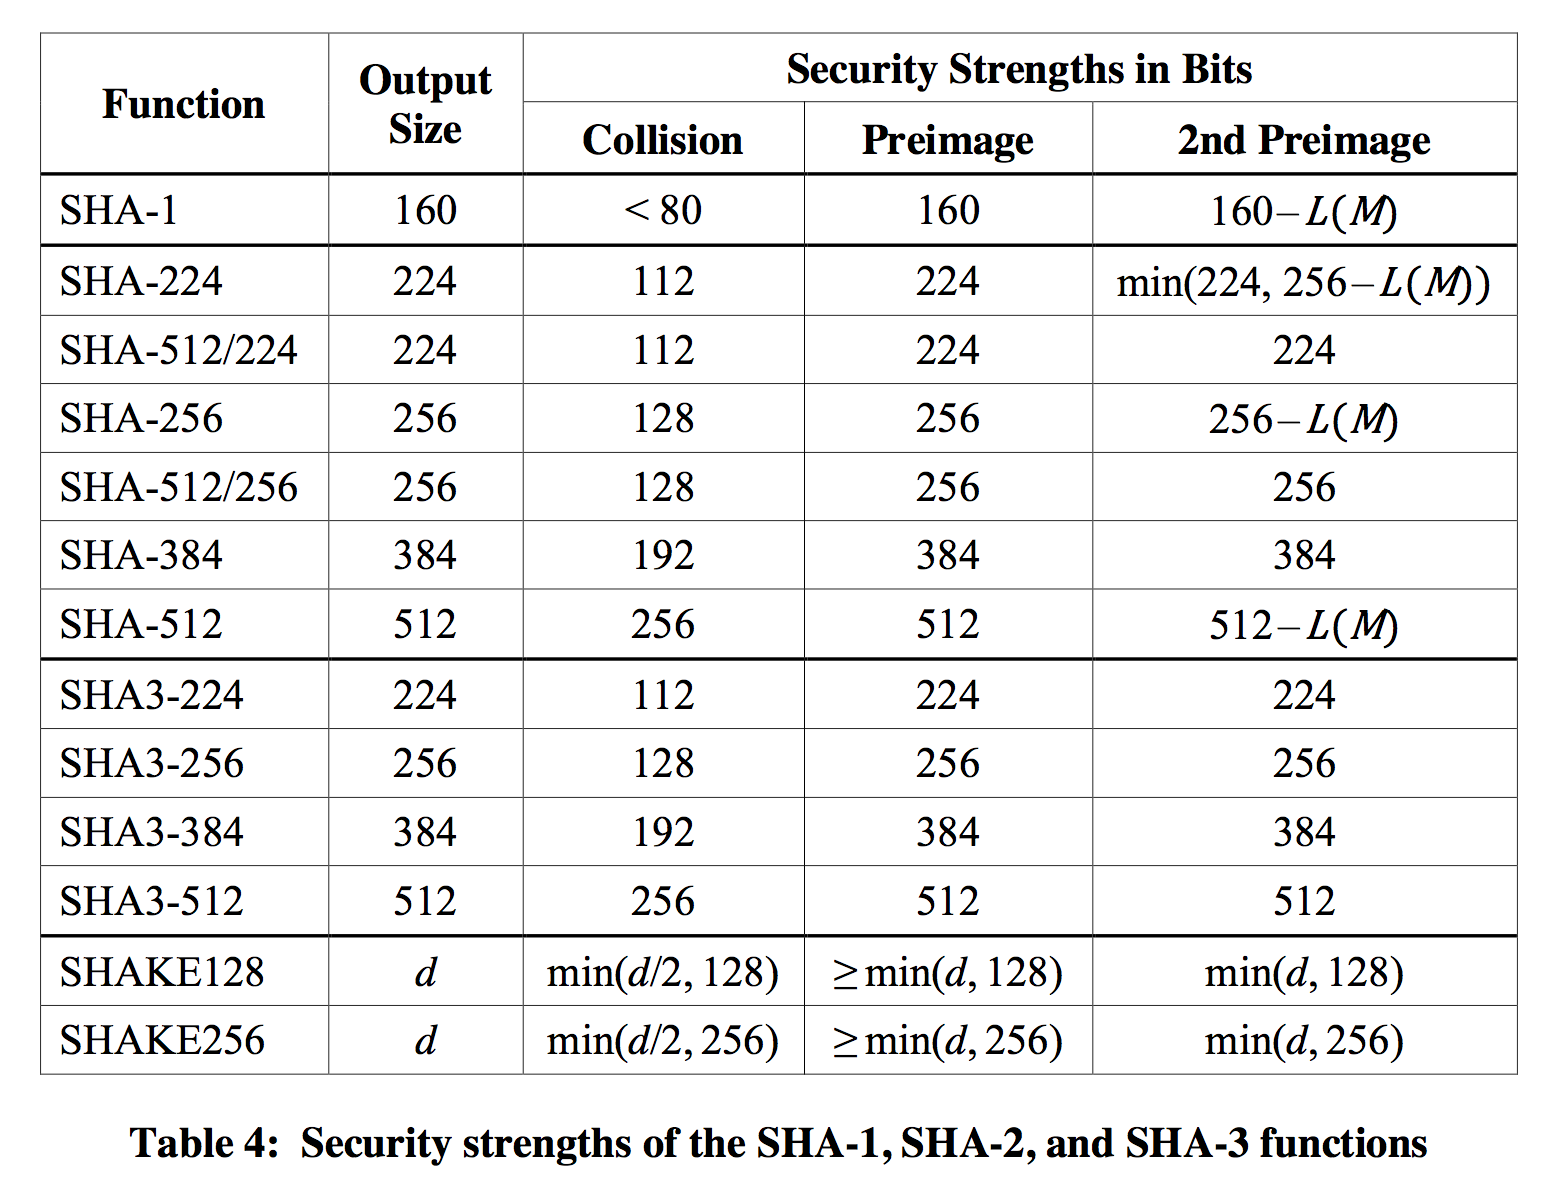 Function Output Size Security Strengths in Bits
Collision Preimage 2nd Preimage
SHA-1 160 < 80 160 160–L(M)
SHA-224 224 112 224 min(224, 256–L(M))
SHA-512/224 224 112 224 224
SHA-256 256 128 256 256–L(M)
SHA-512/256 256 128 256 256
SHA-384 384 192 384 384
SHA-512 512 256 512 512–L(M)
SHA3-224 224 112 224 224
SHA3-256 256 128 256 256
SHA3-384 384 192 384 384
SHA3-512 512 256 512 512
SHAKE128 d min(d/2, 128) ≥ min(d, 128) min(d, 128)
SHAKE256 d min(d/2, 256) ≥ min(d, 256) min(d, 256)
Table 4: Security strengths of the SHA-1, SHA-2, and SHA-3 functions